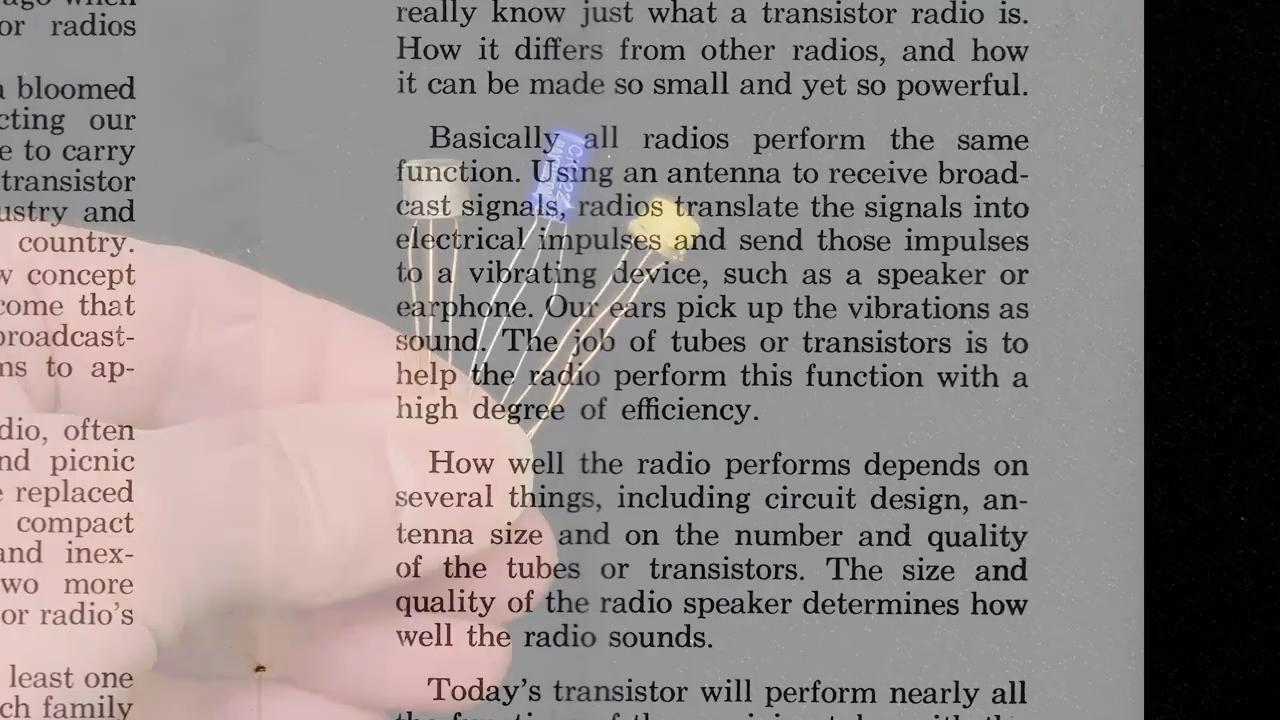 or radios
bloomed
cting our
e to carry
transistor
ustry and
country.
w concept
come that
broadcast-
ns to ap-
dio, often
nd picnic
replaced
compact
and inex-
wo more
or radio's
least one
ch family
really know just what a transistor radio is.
How it differs from other radios, and how
it can be made so small and yet so powerful.
Basically all radios perform the same
function. Using an antenna to receive broad-
cast signals, radios translate the signals into
electrical impulses and send those impulses
to a vibrating device, such as a speaker or
earphone. Our ears pick up the vibrations as
sound. The job of tubes or transistors is to
help the radio perform this function with a
high degree of efficiency.
How well the radio performs depends on
several things, including circuit design, an-
tenna size and on the number and quality
of the tubes or transistors. The size and
quality of the radio speaker determines how
well the radio sounds.
Today's transistor will perform nearly all